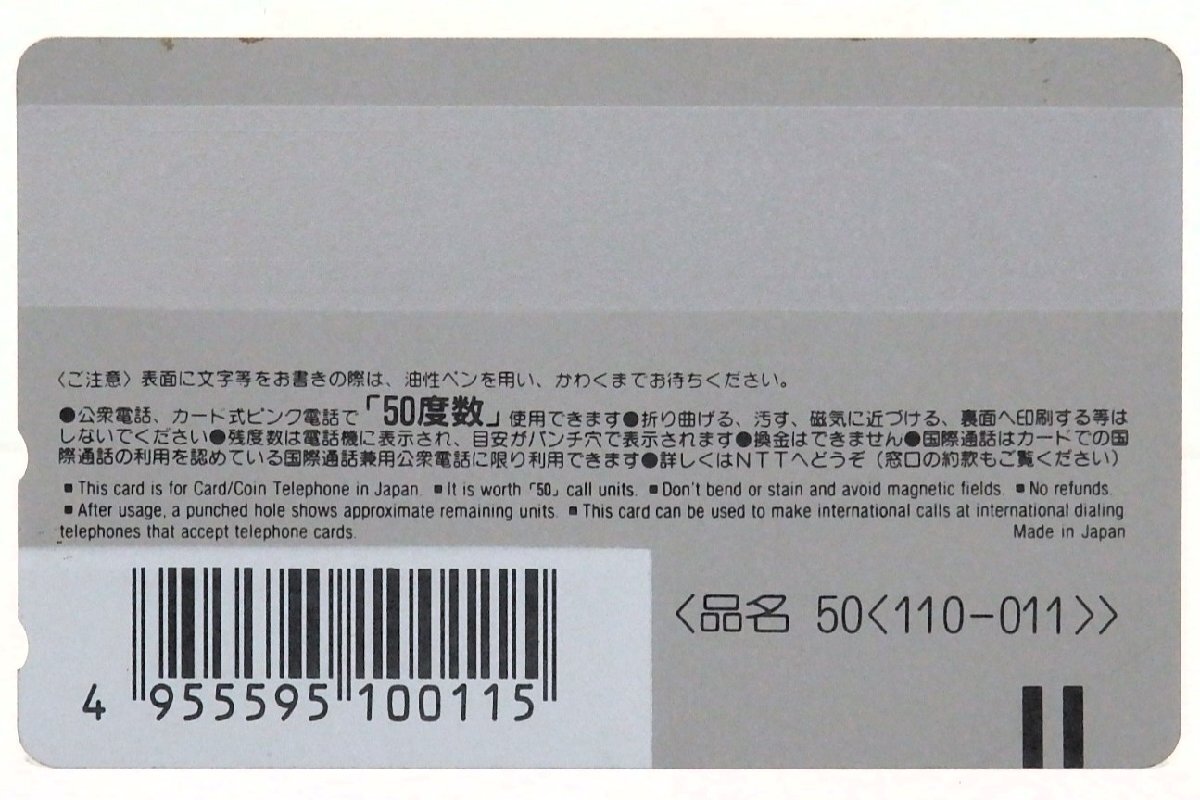 〈ご注意〉表面に文字等をお書きの際は、油性ペンを用い、かわくまでお待ちください。
●公衆電話、カード式ピンク電話で「50度数」使用できます●折り曲げる、汚す、磁気に近づける、裏面へ印刷する等は
しないでください●残度数は電話機に表示され、目安がパンチ穴で表示されます●換金はできません●国際通話はカードでの国
際通話の利用を認めている国際通話兼用公衆電話に限り利用できます●詳しくはNTTへどうぞ（窓口の約款もご覧ください）
■This card is for Card/Coin Telephone in Japan. ■It is worth「50」call units. ■Don't bend or stain and avoid magnetic fields. ■No refunds.
■After usage, a punched hole shows approximate remaining units. ■This card can be used to make international calls at international dialing
telephones that accept telephone cards. Made in Japan
〈品名 50〈110-011〉〉
4 955595 100115